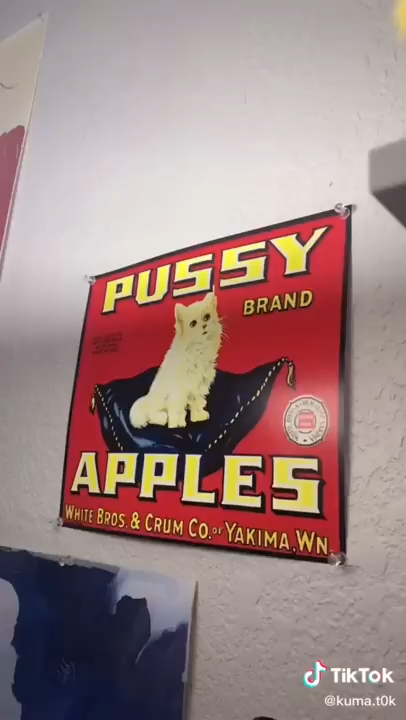 PUSSY
BRAND
APPLES
WHITE BROS. & CRUM CO. OF YAKIMA, WN.
TikTok
@kuma.t0k